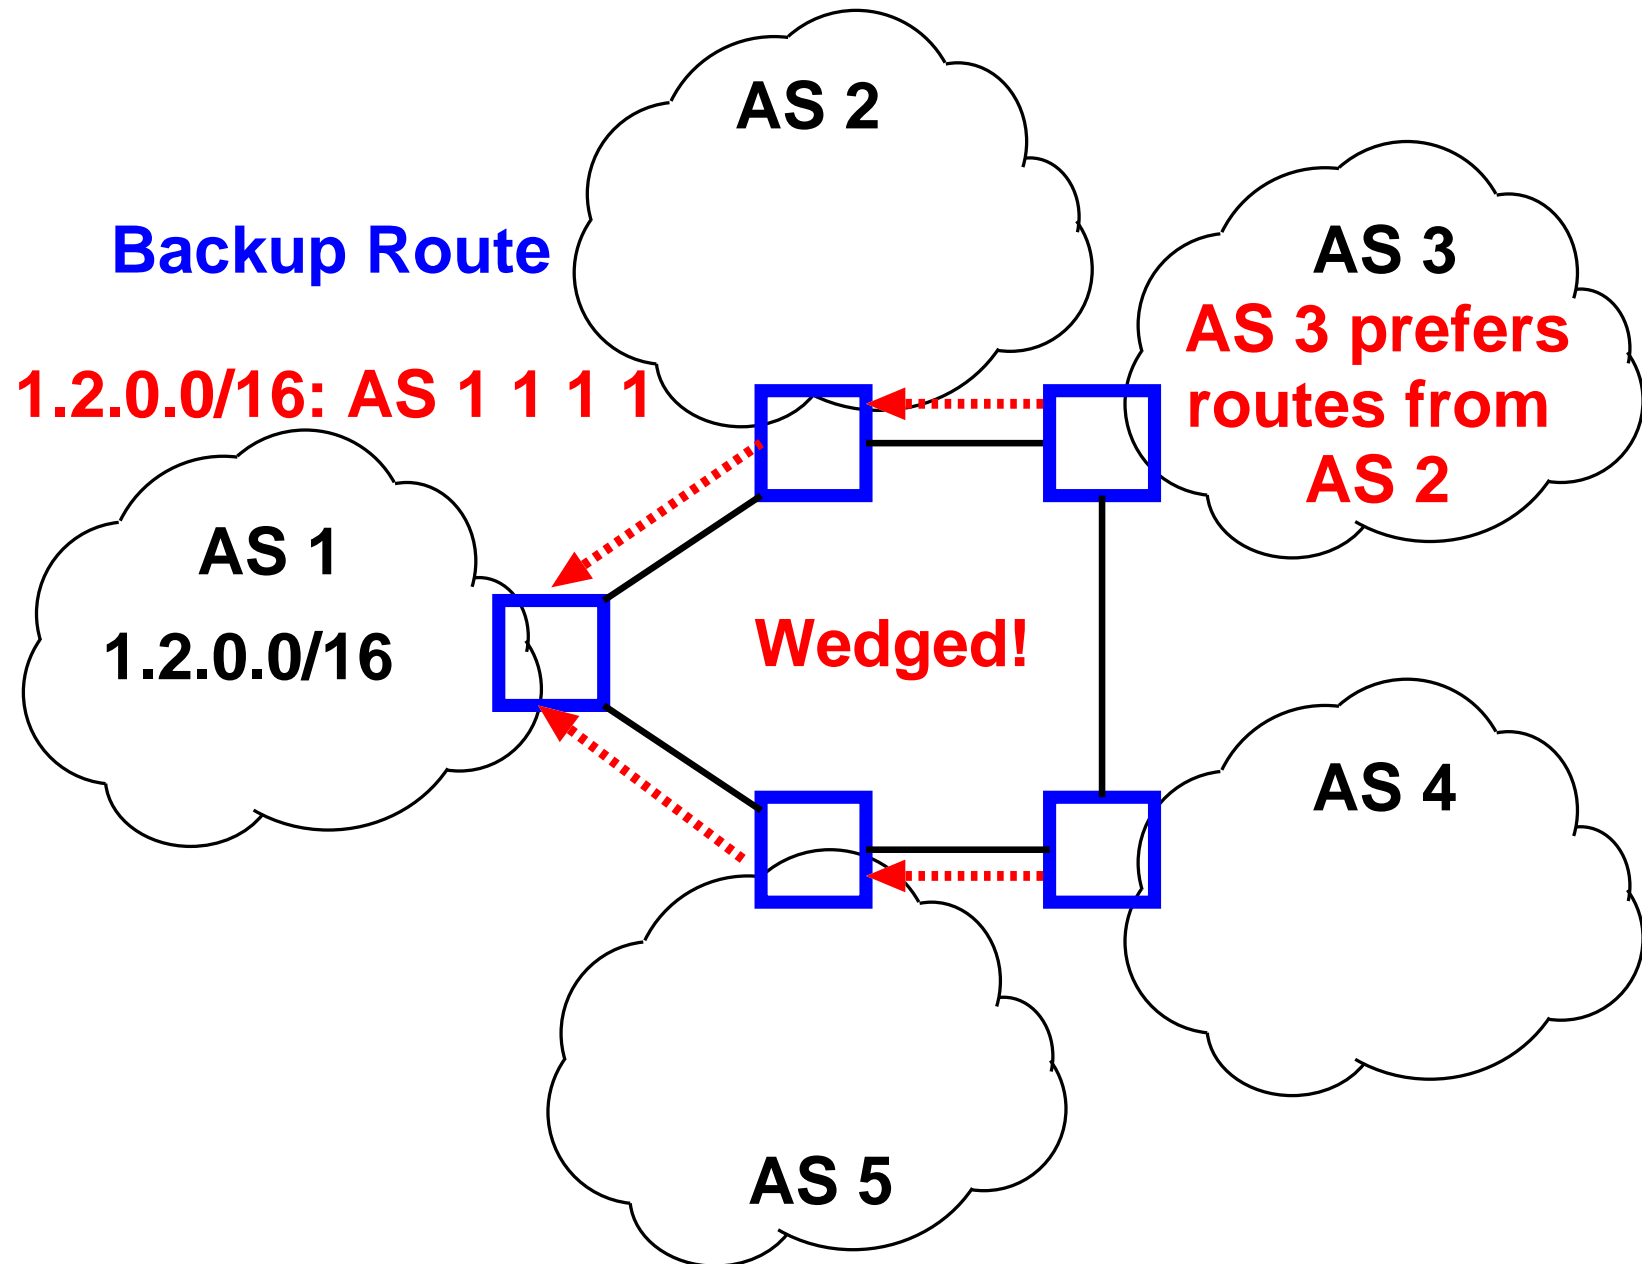 AS 2
Backup Route
AS 3
AS 3 prefers
routes from
AS 2
1.2.0.0/16: AS 1 1 1 1
AS 1
1.2.0.0/16
Wedged!
AS 4
AS 5